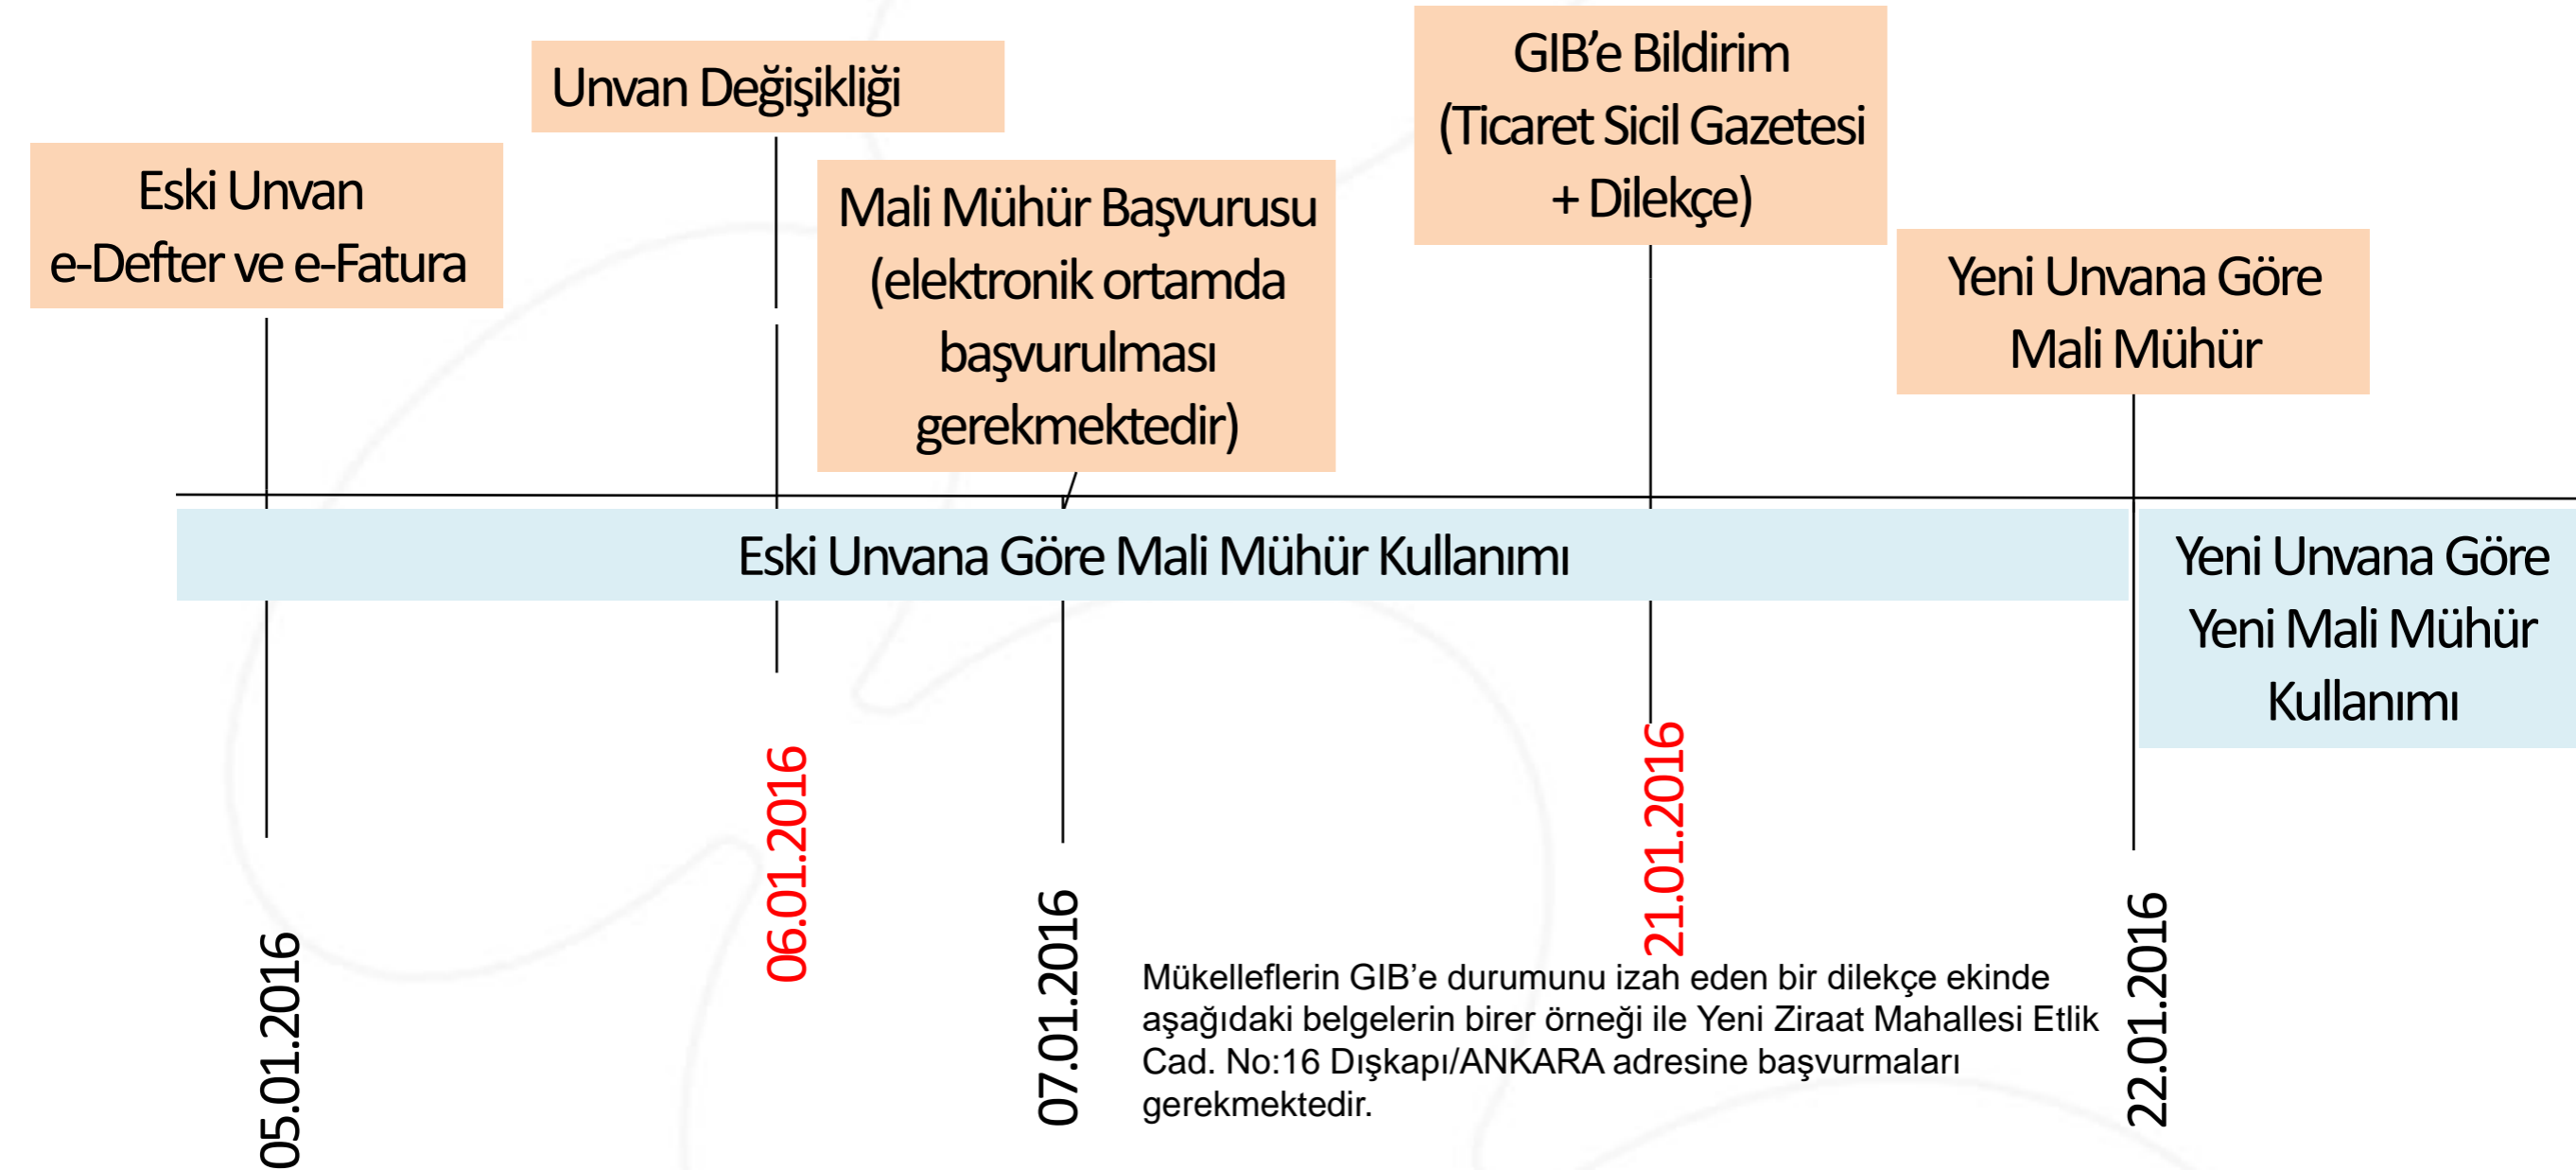 Eski Unvan
e-Defter ve e-Fatura
Unvan Değişikliği
Mali Mühür Başvurusu
(elektronik ortamda
başvurulması
gerekmektedir)
GIB’e Bildirim
(Ticaret Sicil Gazetesi
+ Dilekçe)
Yeni Unvana Göre
Mali Mühür
Eski Unvana Göre Mali Mühür Kullanımı
Yeni Unvana Göre
Yeni Mali Mühür
Kullanımı
05.01.2016
06.01.2016
07.01.2016
21.01.2016
22.01.2016
Mükelleflerin GIB’e durumunu izah eden bir dilekçe ekinde
aşağıdaki belgelerin birer örneği ile Yeni Ziraat Mahallesi Etlik
Cad. No:16 Dışkapı/ANKARA adresine başvurmaları
gerekmektedir.